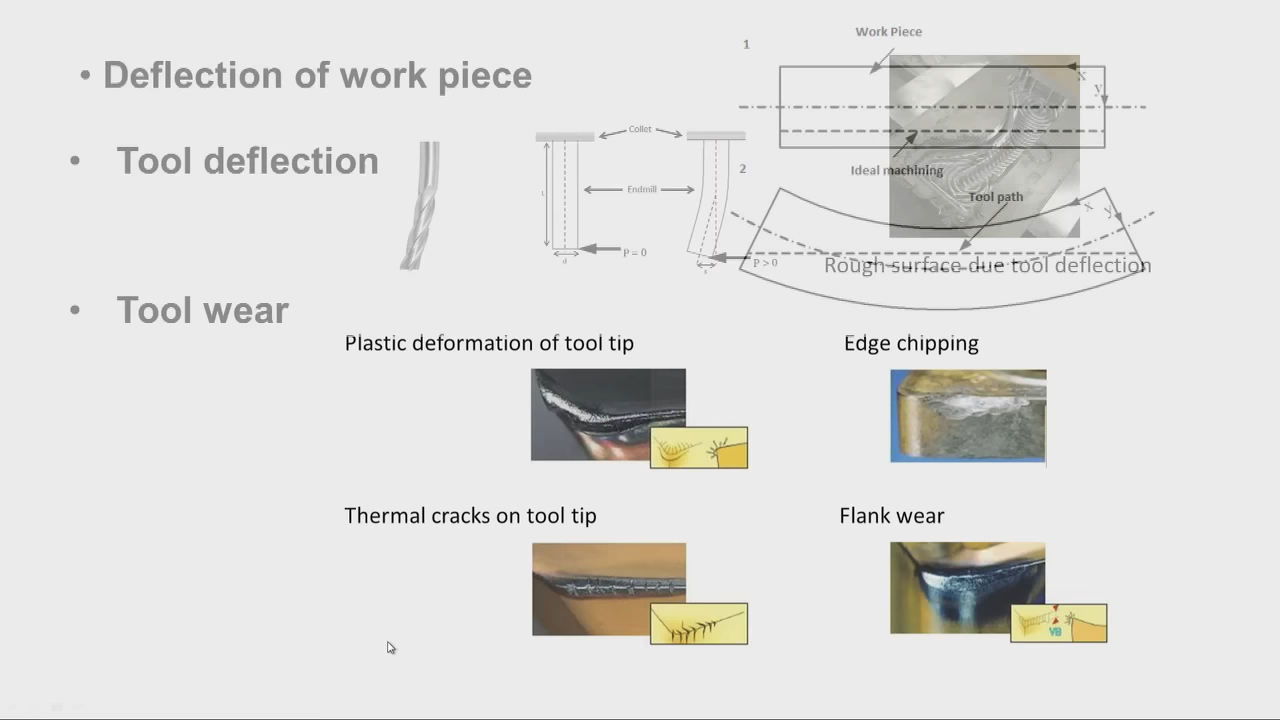 Work Piece
1
• Deflection of work piece
x
y
Collet
• Tool deflection
2
Ideal machining
Endmill
Tool path
x
y
P = 0
d
s
P > 0
Rough surface due tool deflection
• Tool wear
Plastic deformation of tool tip
Edge chipping
Thermal cracks on tool tip
Flank wear
VB